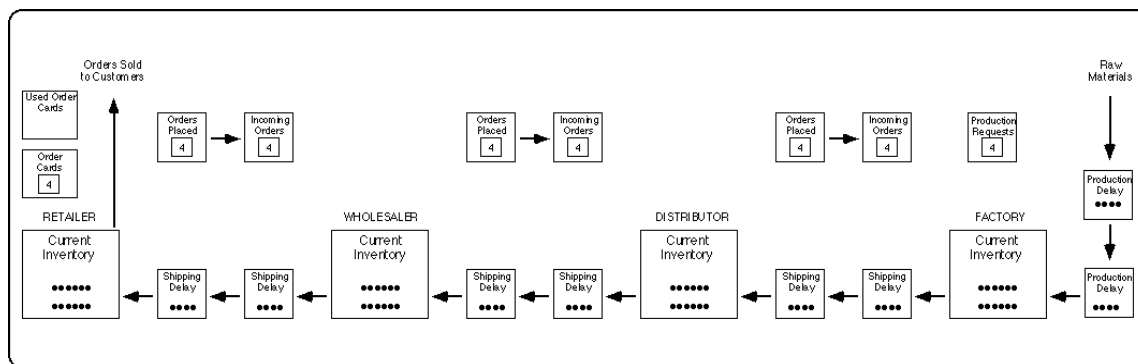 Orders Sold
to Customers
Raw
Materials
Used Order
Cards
Orders
Placed
4
Incoming
Orders
4
Orders
Placed
4
Incoming
Orders
4
Orders
Placed
4
Incoming
Orders
4
Production
Requests
4
Order
Cards
4
Production
Delay
RETAILER
WHOLESALER
DISTRIBUTOR
FACTORY
Current
Inventory
Shipping
Delay
Shipping
Delay
Current
Inventory
Shipping
Delay
Shipping
Delay
Current
Inventory
Shipping
Delay
Shipping
Delay
Current
Inventory
Production
Delay